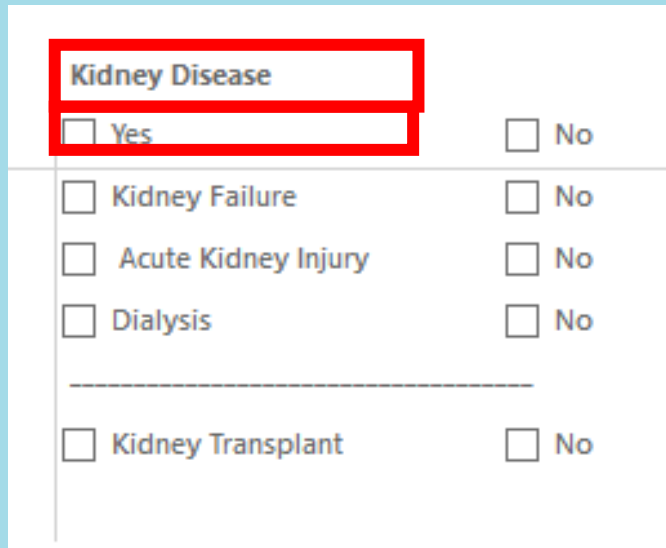 Kidney Disease
Yes No
Kidney Failure No
Acute Kidney Injury No
Dialysis No
------------------------------------
Kidney Transplant No